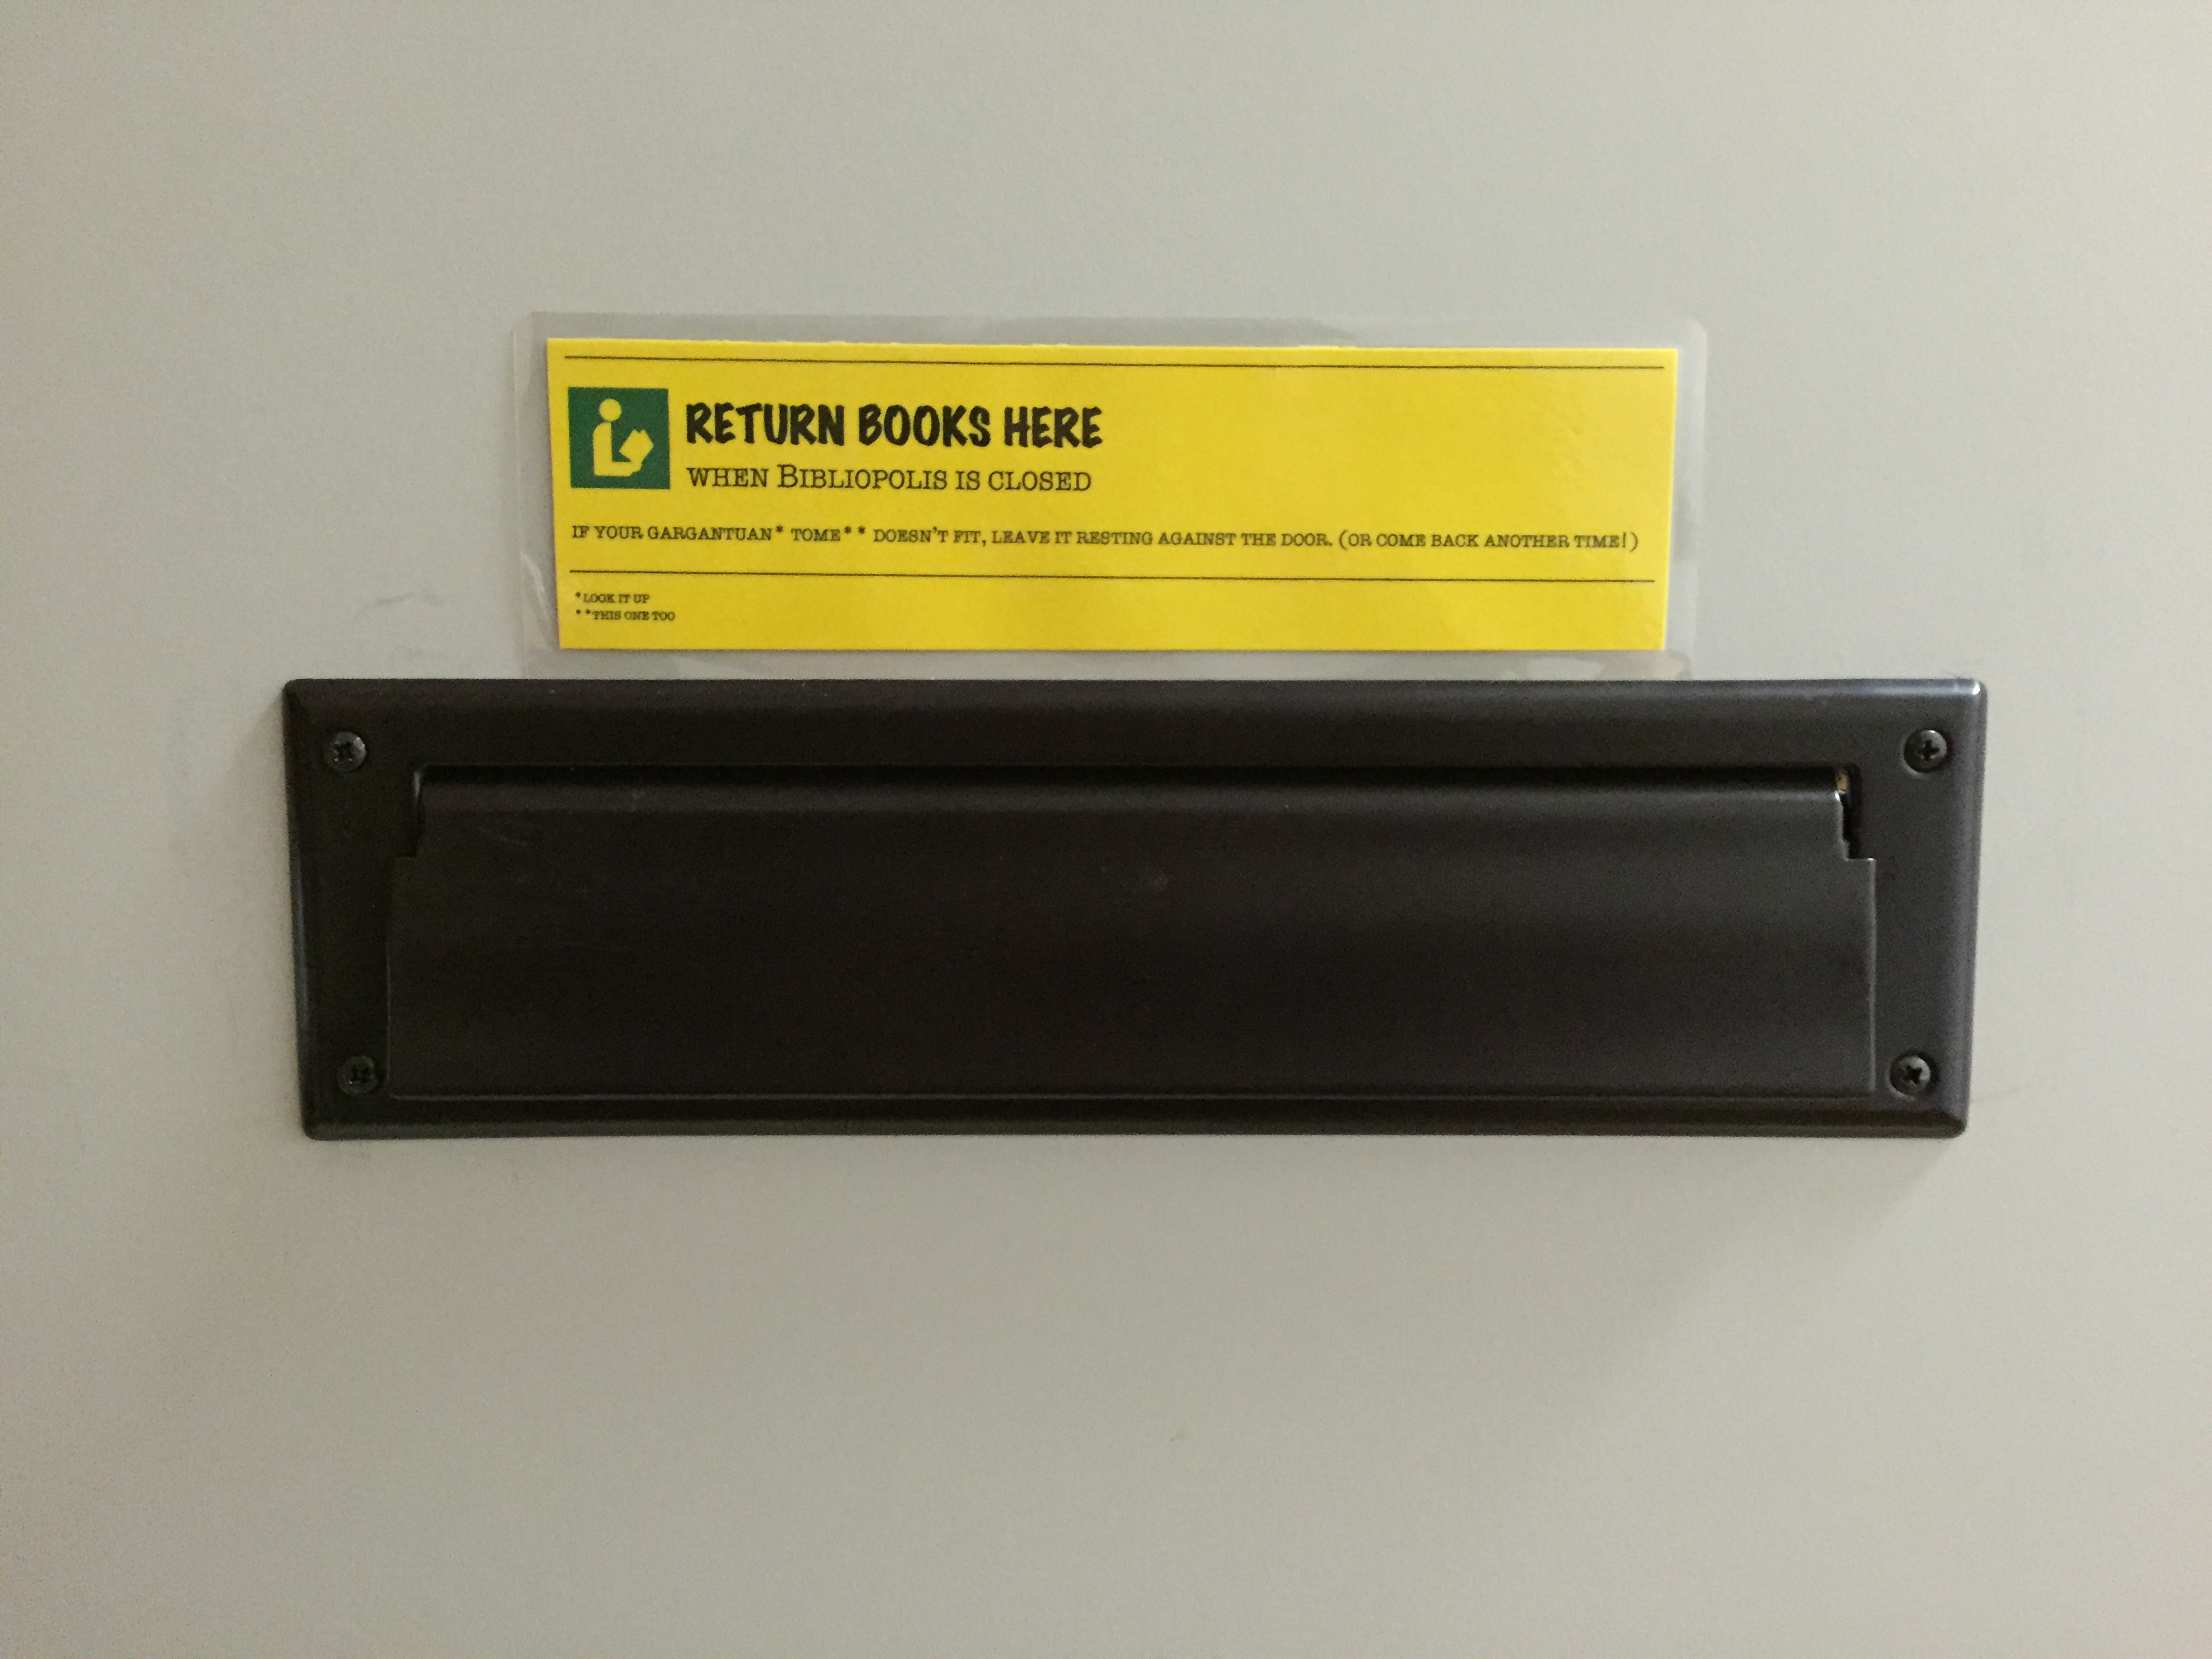 RETURN BOOKS HERE
WHEN BIBLIOPOLIS IS CLOSED
IF YOUR GARGANTUAN* TOME** DOESN'T FIT, LEAVE IT RESTING AGAINST THE DOOR. (OR COME BACK ANOTHER TIME!)
*LOOK IT UP
**THIS ONE TOO